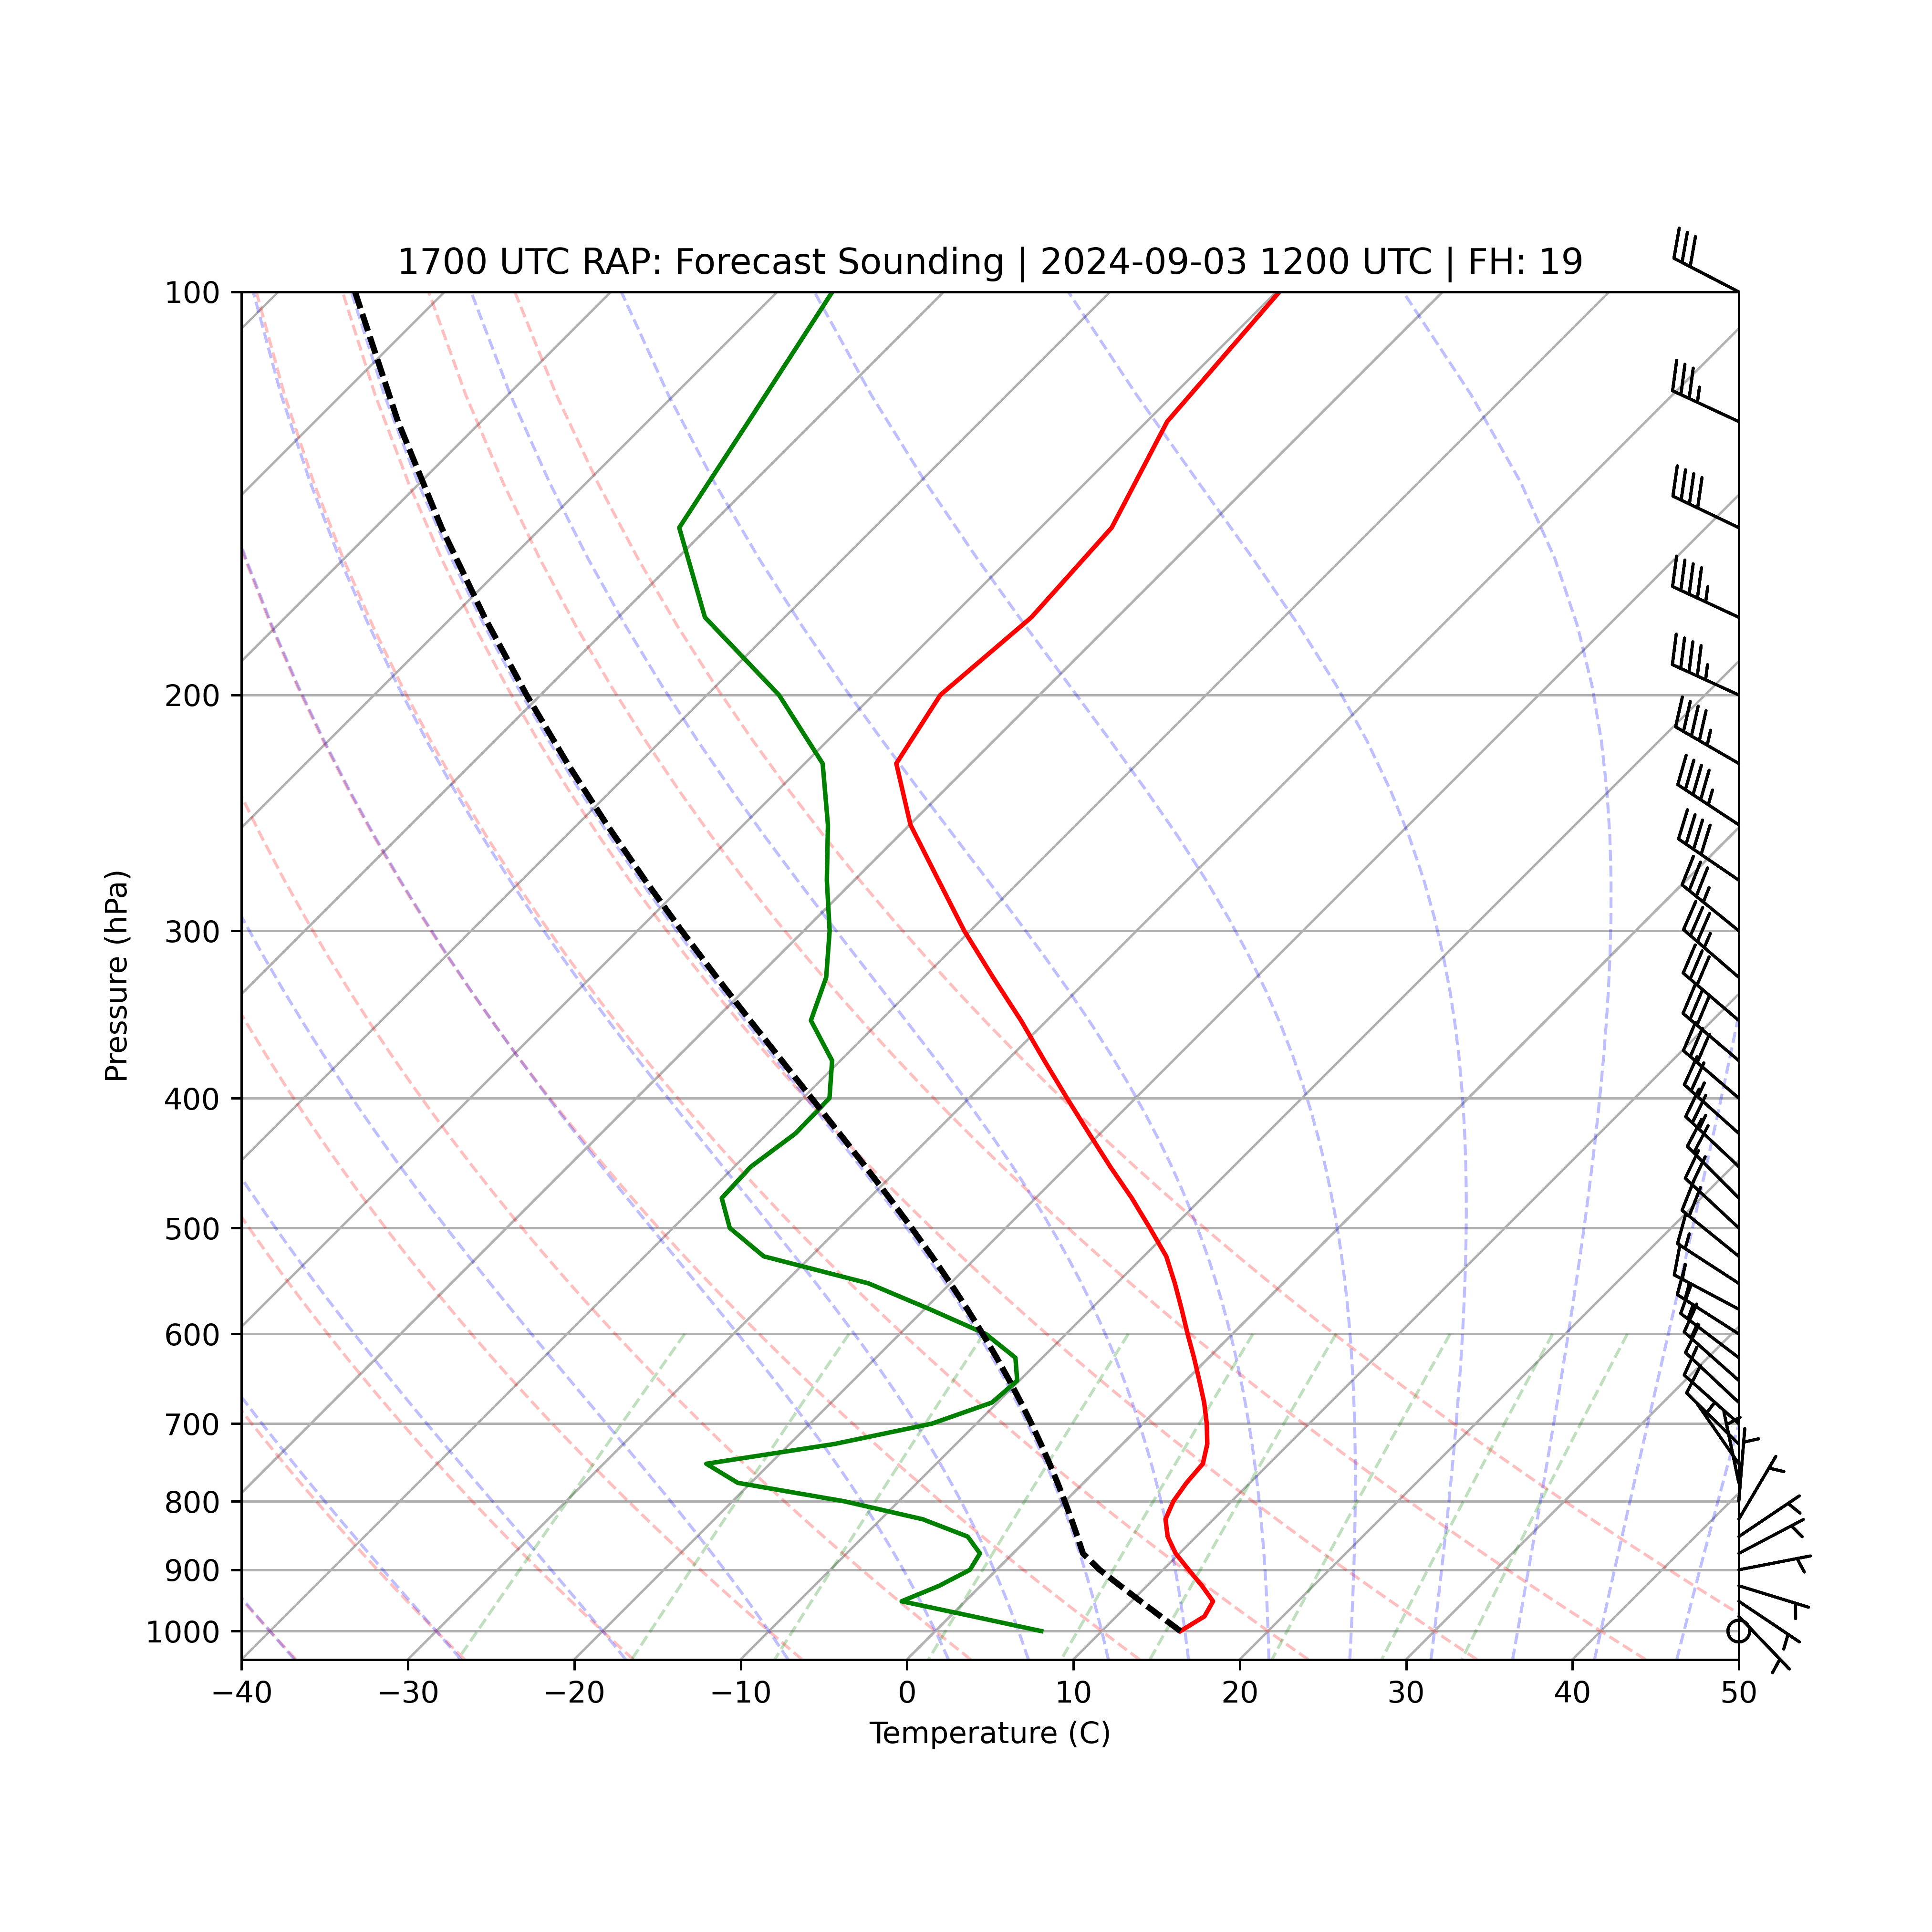 1700 UTC RAP: Forecast Sounding | 2024-09-03 1200 UTC | FH: 19
100
200
300
400
500
600
700
800
900
1000
Pressure (hPa)
−40 −30 −20 −10 0 10 20 30 40 50
Temperature (C)